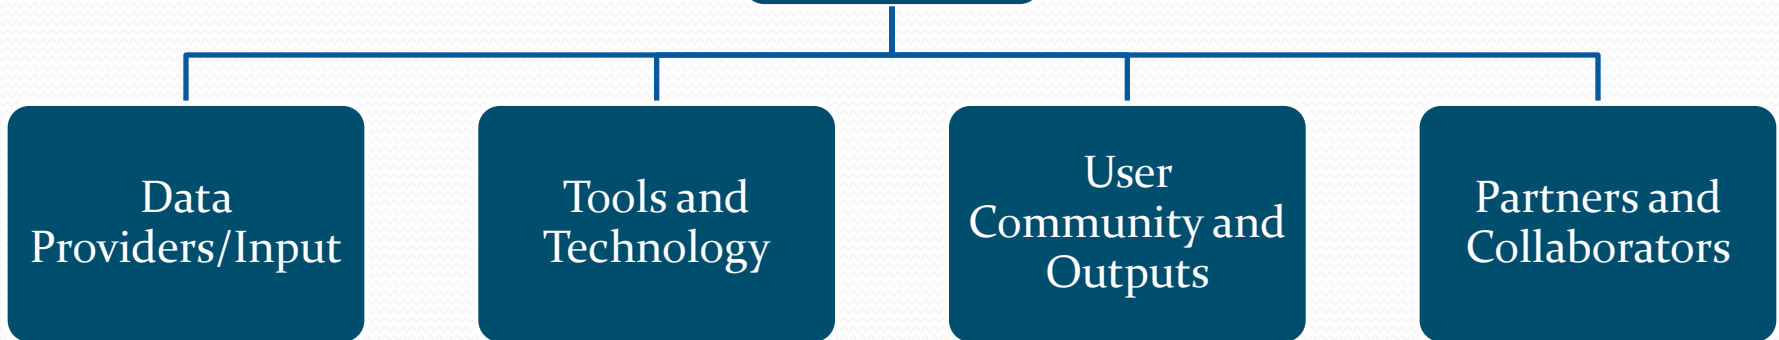 Data
Providers/Input
Tools and
Technology
User
Community and
Outputs
Partners and
Collaborators